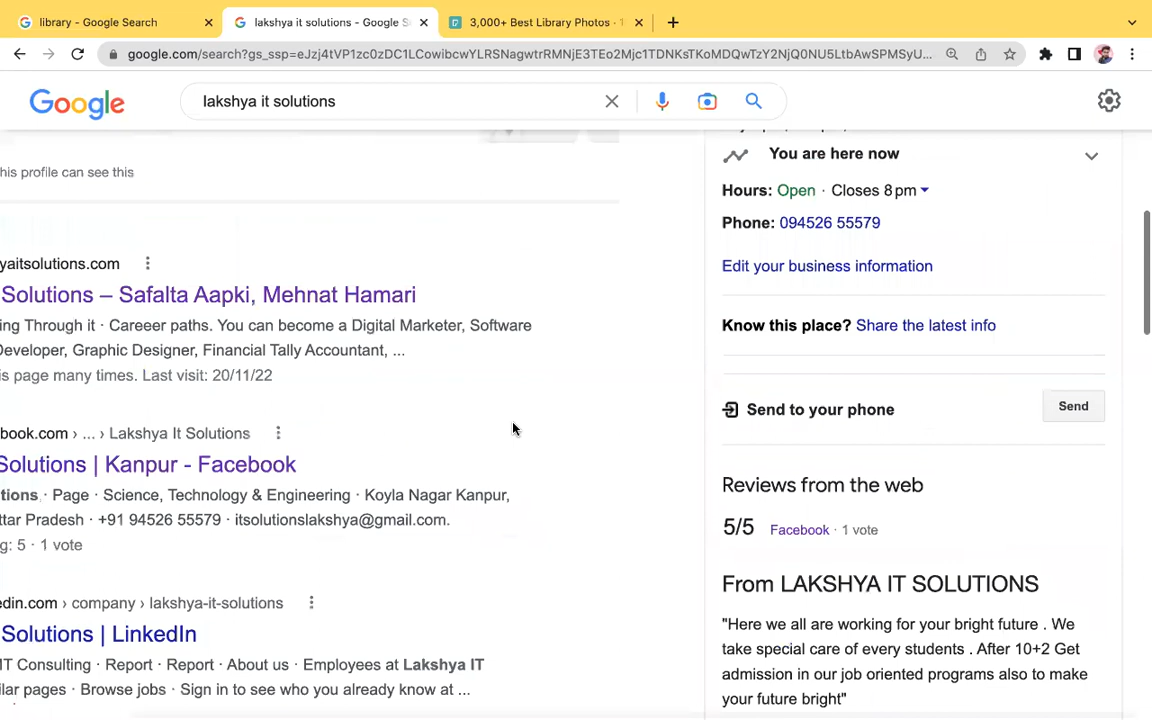 library - Google Search
lakshya it solutions - Google S
3,000+ Best Library Photos · 1
google.com/search?gs_ssp=eJzj4tVP1zc0zDC1LCowibcwYLRSNagwtrRMNjE3TEo2Mjc1TDNKsTKoMDQwTzY2NjQ0NU5LtbAwSPMSyU...
Google
lakshya it solutions
his profile can see this
yaitsolutions.com
Solutions – Safalta Aapki, Mehnat Hamari
ing Through it · Careeer paths. You can become a Digital Marketer, Software
Developer, Graphic Designer, Financial Tally Accountant, ...
is page many times. Last visit: 20/11/22
book.com › ... › Lakshya It Solutions
Solutions | Kanpur - Facebook
tions · Page · Science, Technology & Engineering · Koyla Nagar Kanpur,
ttar Pradesh · +91 94526 55579 · itsolutionslakshya@gmail.com.
g: 5 · 1 vote
edin.com › company › lakshya-it-solutions
Solutions | LinkedIn
IT Consulting · Report · Report · About us · Employees at Lakshya IT
ilar pages · Browse jobs · Sign in to see who you already know at ...
You are here now
Hours: Open · Closes 8 pm
Phone: 094526 55579
Edit your business information
Know this place? Share the latest info
Send to your phone
Send
Reviews from the web
5/5 Facebook · 1 vote
From LAKSHYA IT SOLUTIONS
"Here we all are working for your bright future . We
take special care of every students . After 10+2 Get
admission in our job oriented programs also to make
your future bright"